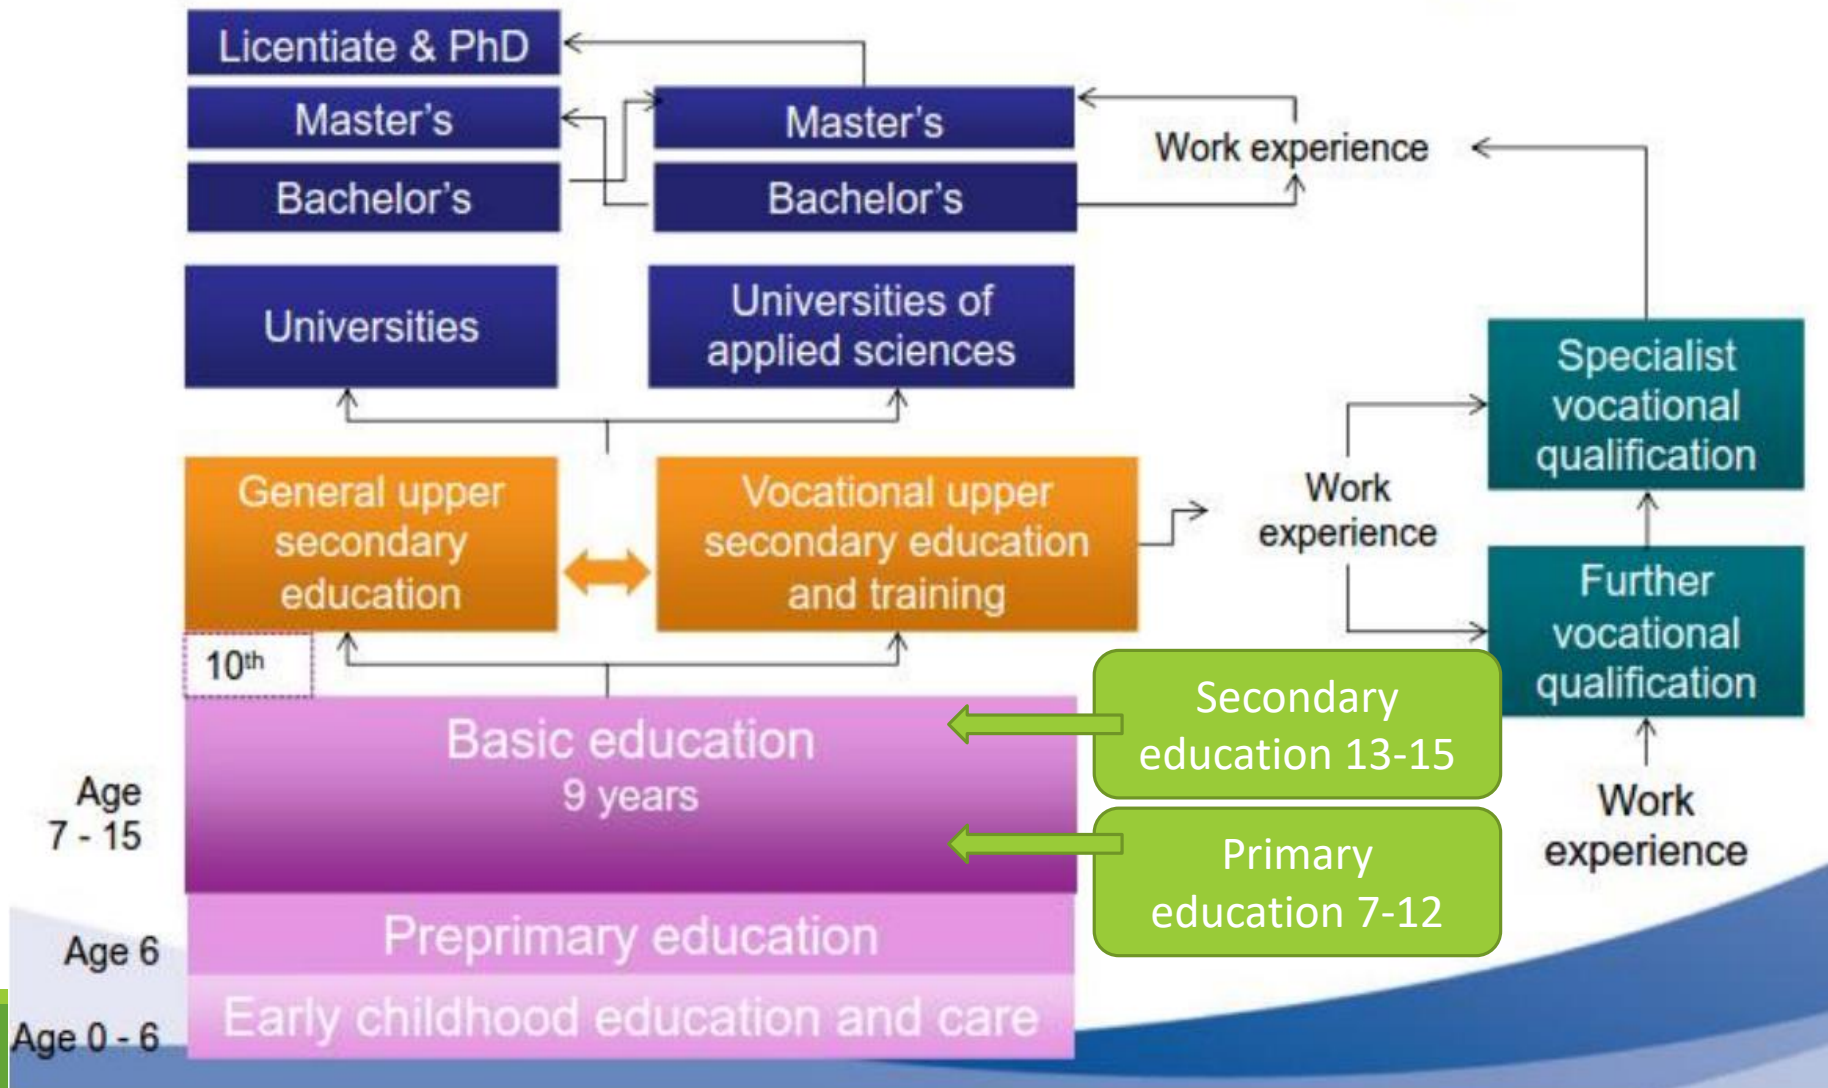 Licentiate & PhD
Master's
Master's
Work experience
Bachelor's
Bachelor's
Universities
Universities of
applied sciences
Specialist
vocational
qualification
General upper
secondary
education
Vocational upper
secondary education
and training
Work
experience
Further
vocational
qualification
10th
Basic education
9 years
Secondary
education 13-15
Age
7 - 15
Primary
education 7-12
Work
experience
Age 6
Preprimary education
Age 0 - 6
Early childhood education and care